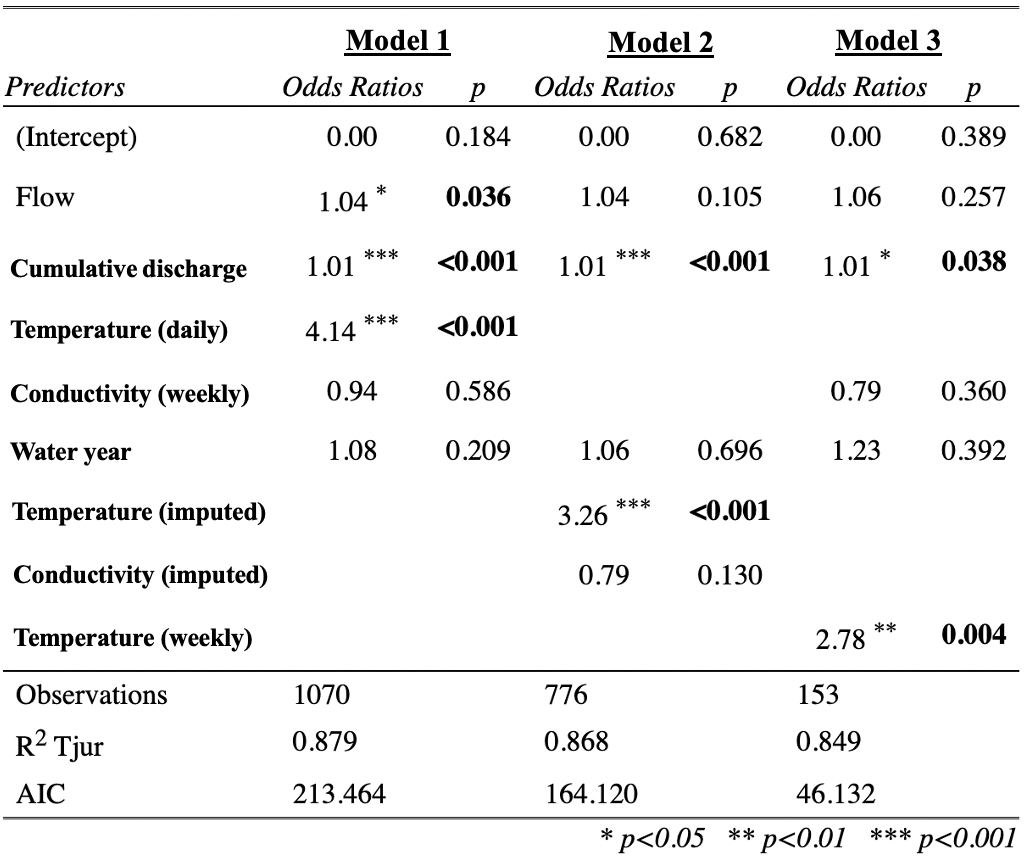 Model 1 Model 2 Model 3
Predictors Odds Ratios p Odds Ratios p Odds Ratios p
(Intercept) 0.00 0.184 0.00 0.682 0.00 0.389
Flow 1.04 * 0.036 1.04 0.105 1.06 0.257
Cumulative discharge 1.01 *** <0.001 1.01 *** <0.001 1.01 * 0.038
Temperature (daily) 4.14 *** <0.001
Conductivity (weekly) 0.94 0.586 0.79 0.360
Water year 1.08 0.209 1.06 0.696 1.23 0.392
Temperature (imputed) 3.26 *** <0.001
Conductivity (imputed) 0.79 0.130
Temperature (weekly) 2.78 ** 0.004
Observations 1070 776 153
R² Tjur 0.879 0.868 0.849
AIC 213.464 164.120 46.132
* p<0.05 ** p<0.01 *** p<0.001